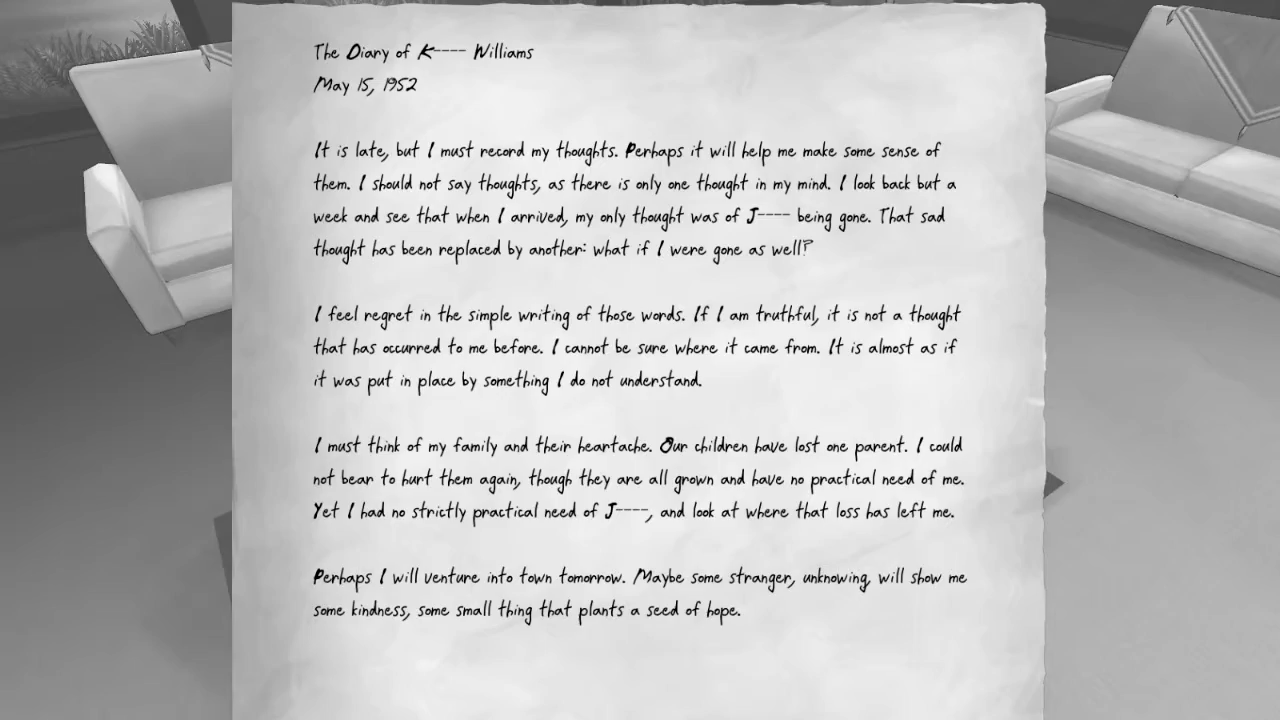 The Diary of K---- Williams
May 15, 1952
It is late, but I must record my thoughts. Perhaps it will help me make some sense of
them. I should not say thoughts, as there is only one thought in my mind. I look back but a
week and see that when I arrived, my only thought was of J---- being gone. That sad
thought has been replaced by another: what if I were gone as well?
I feel regret in the simple writing of those words. If I am truthful, it is not a thought
that has occurred to me before. I cannot be sure where it came from. It is almost as if
it was put in place by something I do not understand.
I must think of my family and their heartache. Our children have lost one parent. I could
not bear to hurt them again, though they are all grown and have no practical need of me.
Yet I had no strictly practical need of J----, and look at where that loss has left me.
Perhaps I will venture into town tomorrow. Maybe some stranger, unknowing, will show me
some kindness, some small thing that plants a seed of hope.